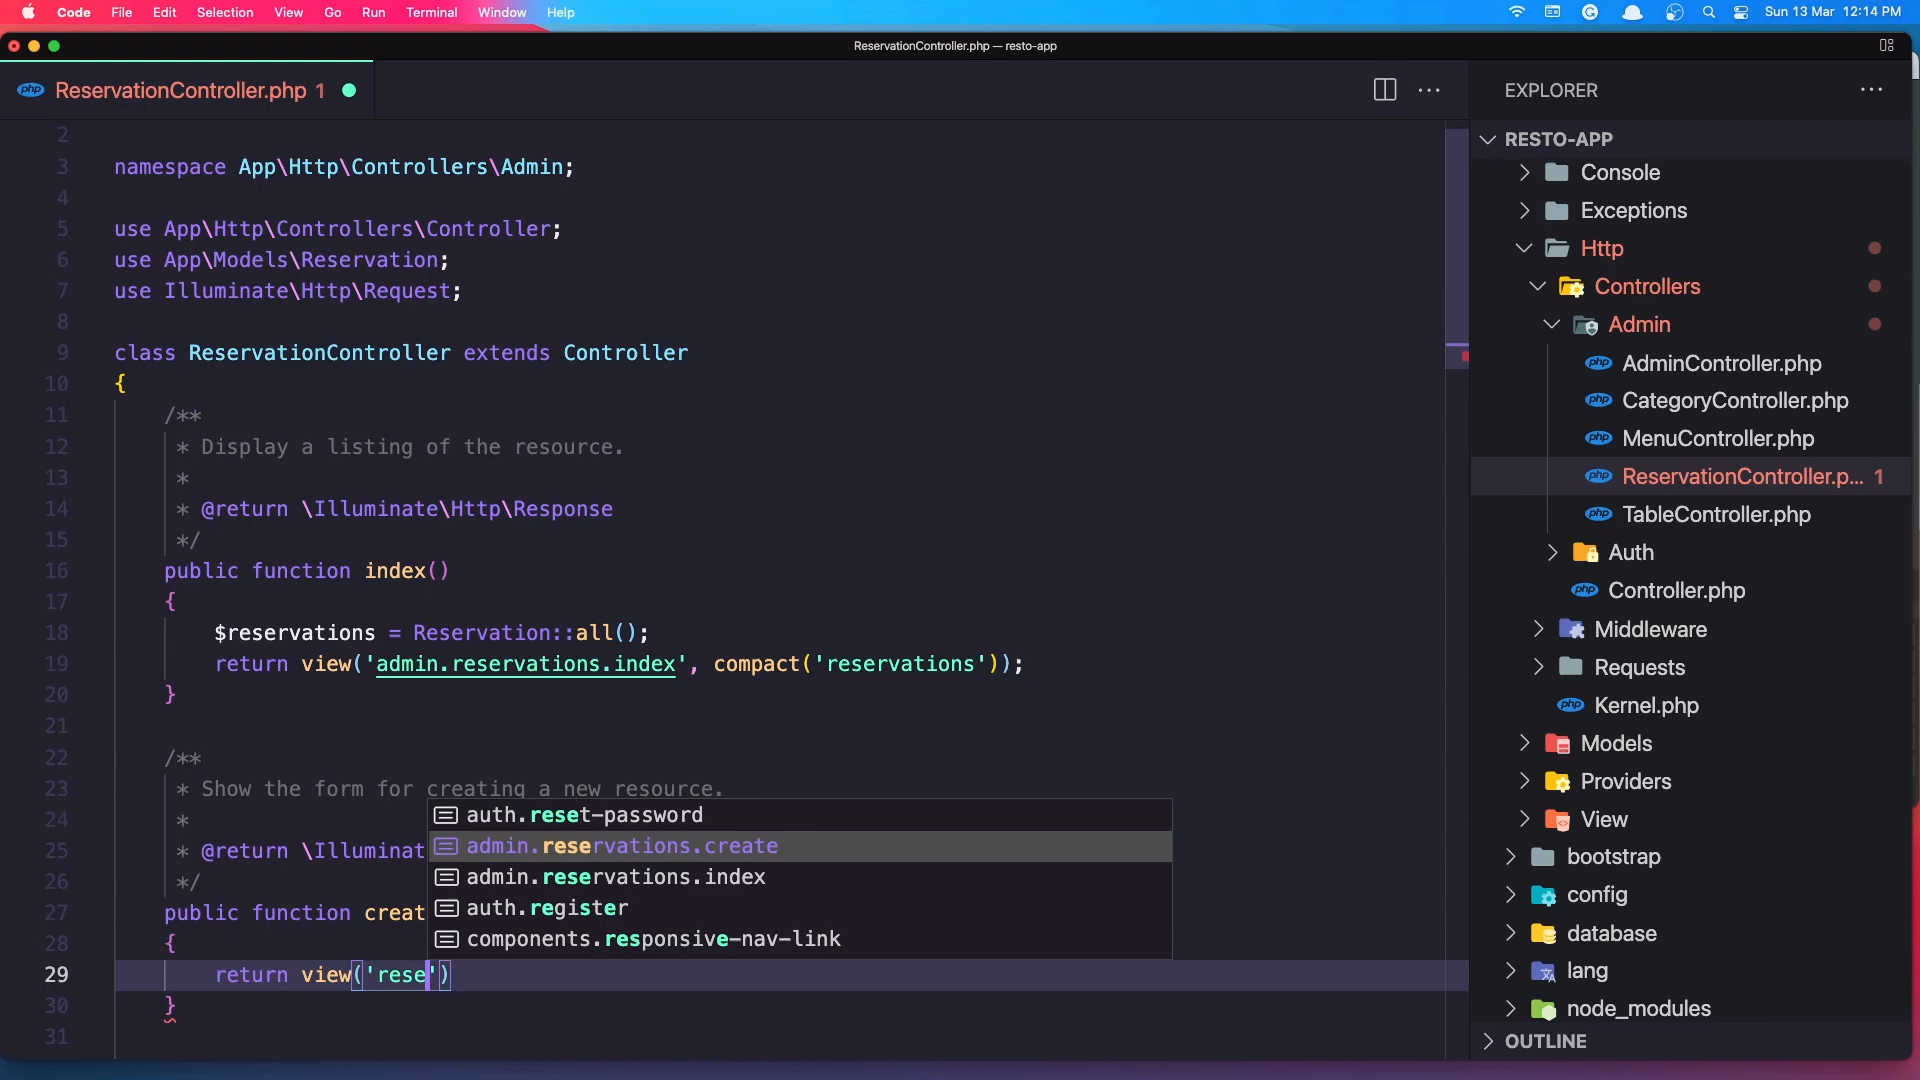 Code File Edit Selection View Go Run Terminal Window Help Sun 13 Mar 12:14 PM
ReservationController.php — resto-app
php ReservationController.php 1
2
3 namespace App\Http\Controllers\Admin;
4
5 use App\Http\Controllers\Controller;
6 use App\Models\Reservation;
7 use Illuminate\Http\Request;
8
9 class ReservationController extends Controller
10 {
11 /**
12 * Display a listing of the resource.
13 *
14 * @return \Illuminate\Http\Response
15 */
16 public function index()
17 {
18 $reservations = Reservation::all();
19 return view('admin.reservations.index', compact('reservations'));
20 }
21
22 /**
23 * Show the form for creating a new resource.
24 *
25 * @return \Illuminat
26 */
27 public function creat
28 {
29 return view('rese')
30 }
31
auth.reset-password
admin.reservations.create
admin.reservations.index
auth.register
components.responsive-nav-link
EXPLORER
RESTO-APP
Console
Exceptions
Http
Controllers
Admin
php AdminController.php
php CategoryController.php
php MenuController.php
php ReservationController.p... 1
php TableController.php
Auth
php Controller.php
Middleware
Requests
php Kernel.php
Models
Providers
View
bootstrap
config
database
lang
node_modules
OUTLINE